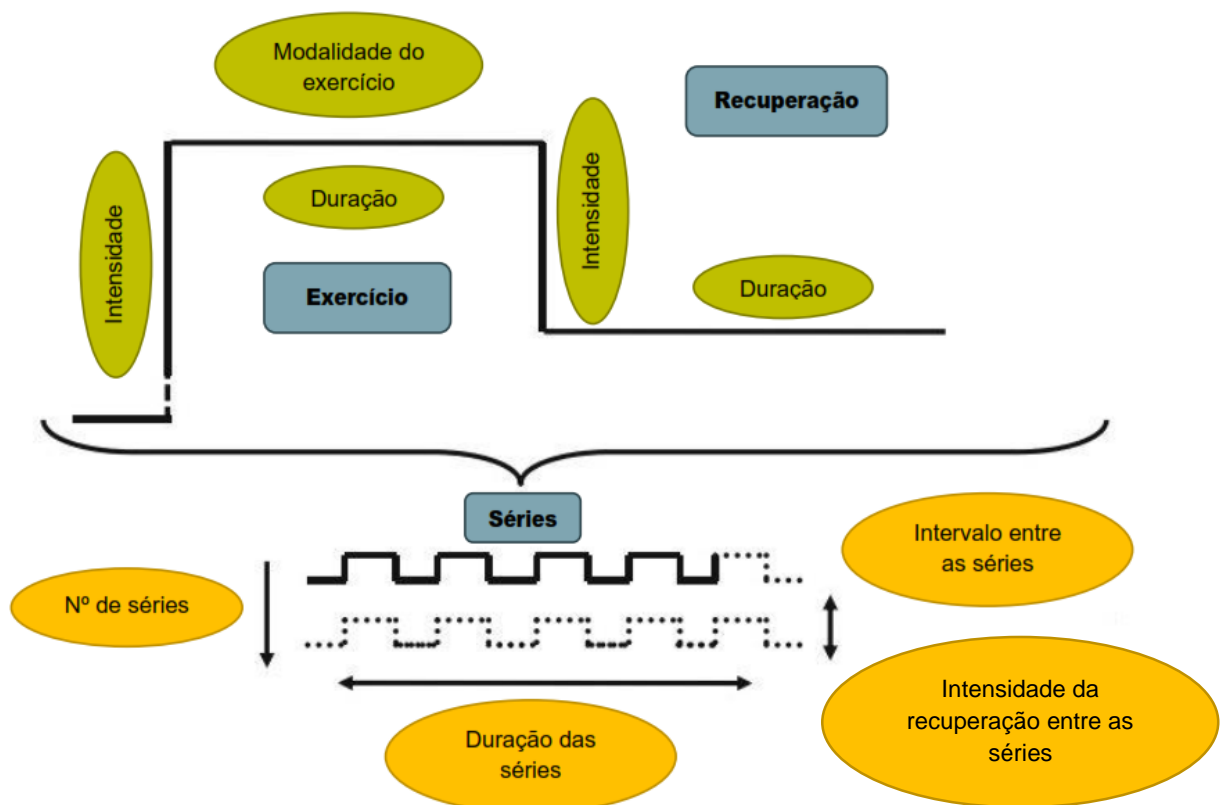 Modalidade do
exercício
Recuperação
Intensidade
Duração
Intensidade
Exercício
Duração
Séries
Intervalo entre
as séries
Nº de séries
Intensidade da
recuperação entre as
séries
Duração das
séries